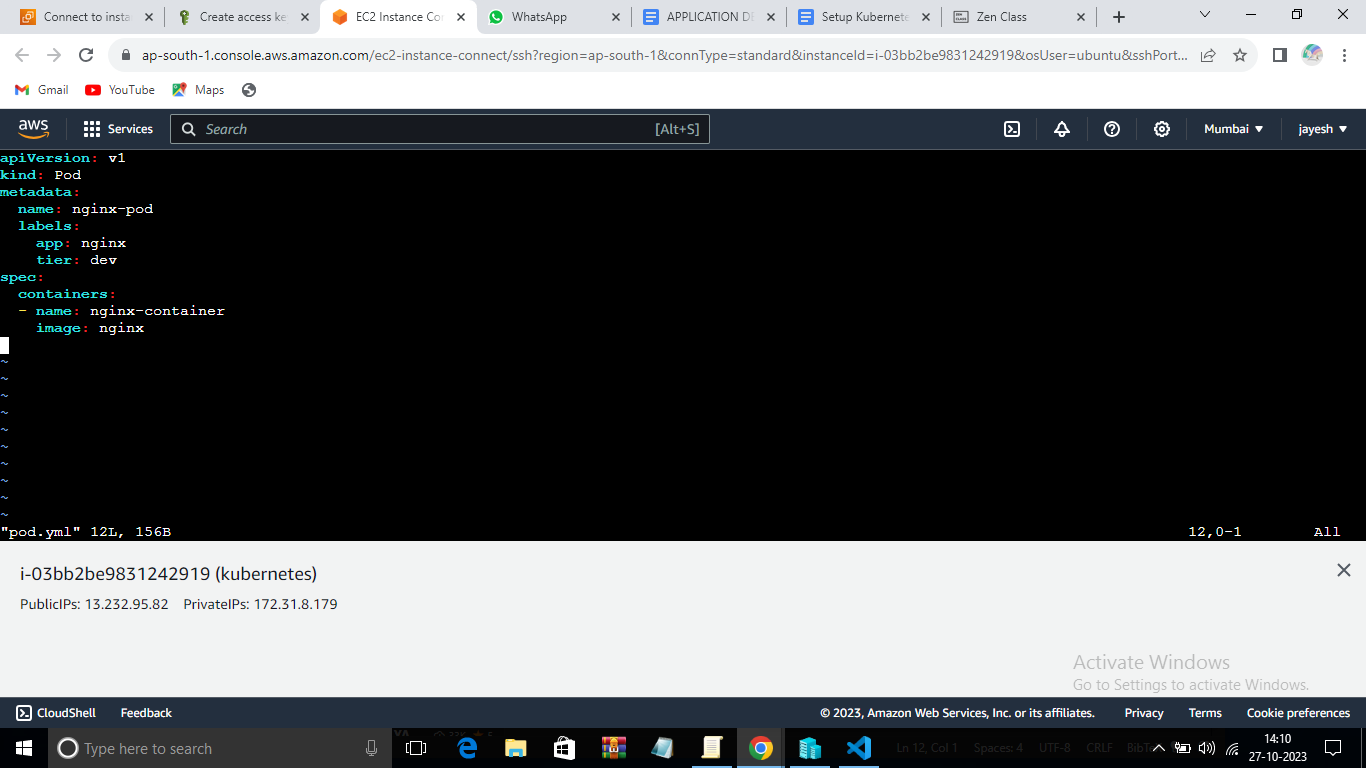 Connect to insta
Create access ke
EC2 Instance Co
WhatsApp
APPLICATION DE
Setup Kubernete
Zen Class
ap-south-1.console.aws.amazon.com/ec2-instance-connect/ssh?region=ap-south-1&connType=standard&instanceId=i-03bb2be9831242919&osUser=ubuntu&sshPort...
Gmail
YouTube
Maps
aws
Services
Search
[Alt+S]
Mumbai
jayesh
apiVersion: v1
kind: Pod
metadata:
  name: nginx-pod
  labels:
    app: nginx
    tier: dev
spec:
  containers:
  - name: nginx-container
    image: nginx
~
~
~
~
~
~
~
~
~
~
"pod.yml" 12L, 156B 12,0-1 All
i-03bb2be9831242919 (kubernetes)
PublicIPs: 13.232.95.82 PrivateIPs: 172.31.8.179
Activate Windows
Go to Settings to activate Windows.
CloudShell
Feedback
© 2023, Amazon Web Services, Inc. or its affiliates.
Privacy
Terms
Cookie preferences
Type here to search
Ln 12, Col 1 Spaces: 4 UTF-8 CRLF
14:10
27-10-2023